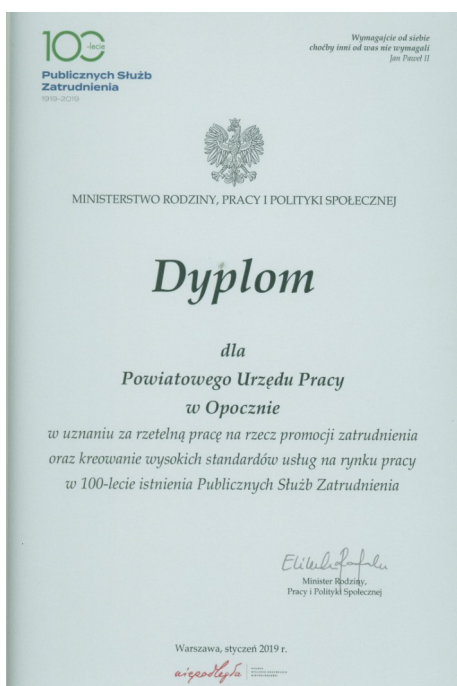 100-lecie
Publicznych Służb
Zatrudnienia
1919-2019
Wymagajcie od siebie
choćby inni od was nie wymagali
Jan Paweł II
MINISTERSTWO RODZINY, PRACY I POLITYKI SPOŁECZNEJ
Dyplom
dla
Powiatowego Urzędu Pracy
w Opocznie
w uznaniu za rzetelną pracę na rzecz promocji zatrudnienia
oraz kreowanie wysokich standardów usług na rynku pracy
w 100-lecie istnienia Publicznych Służb Zatrudnienia
Minister Rodziny,
Pracy i Polityki Społecznej
Warszawa, styczeń 2019 r.
niepodległa